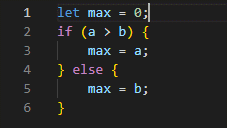 1 let max = 0;
2 if (a > b) {
3     max = a;
4 } else {
5     max = b;
6 }